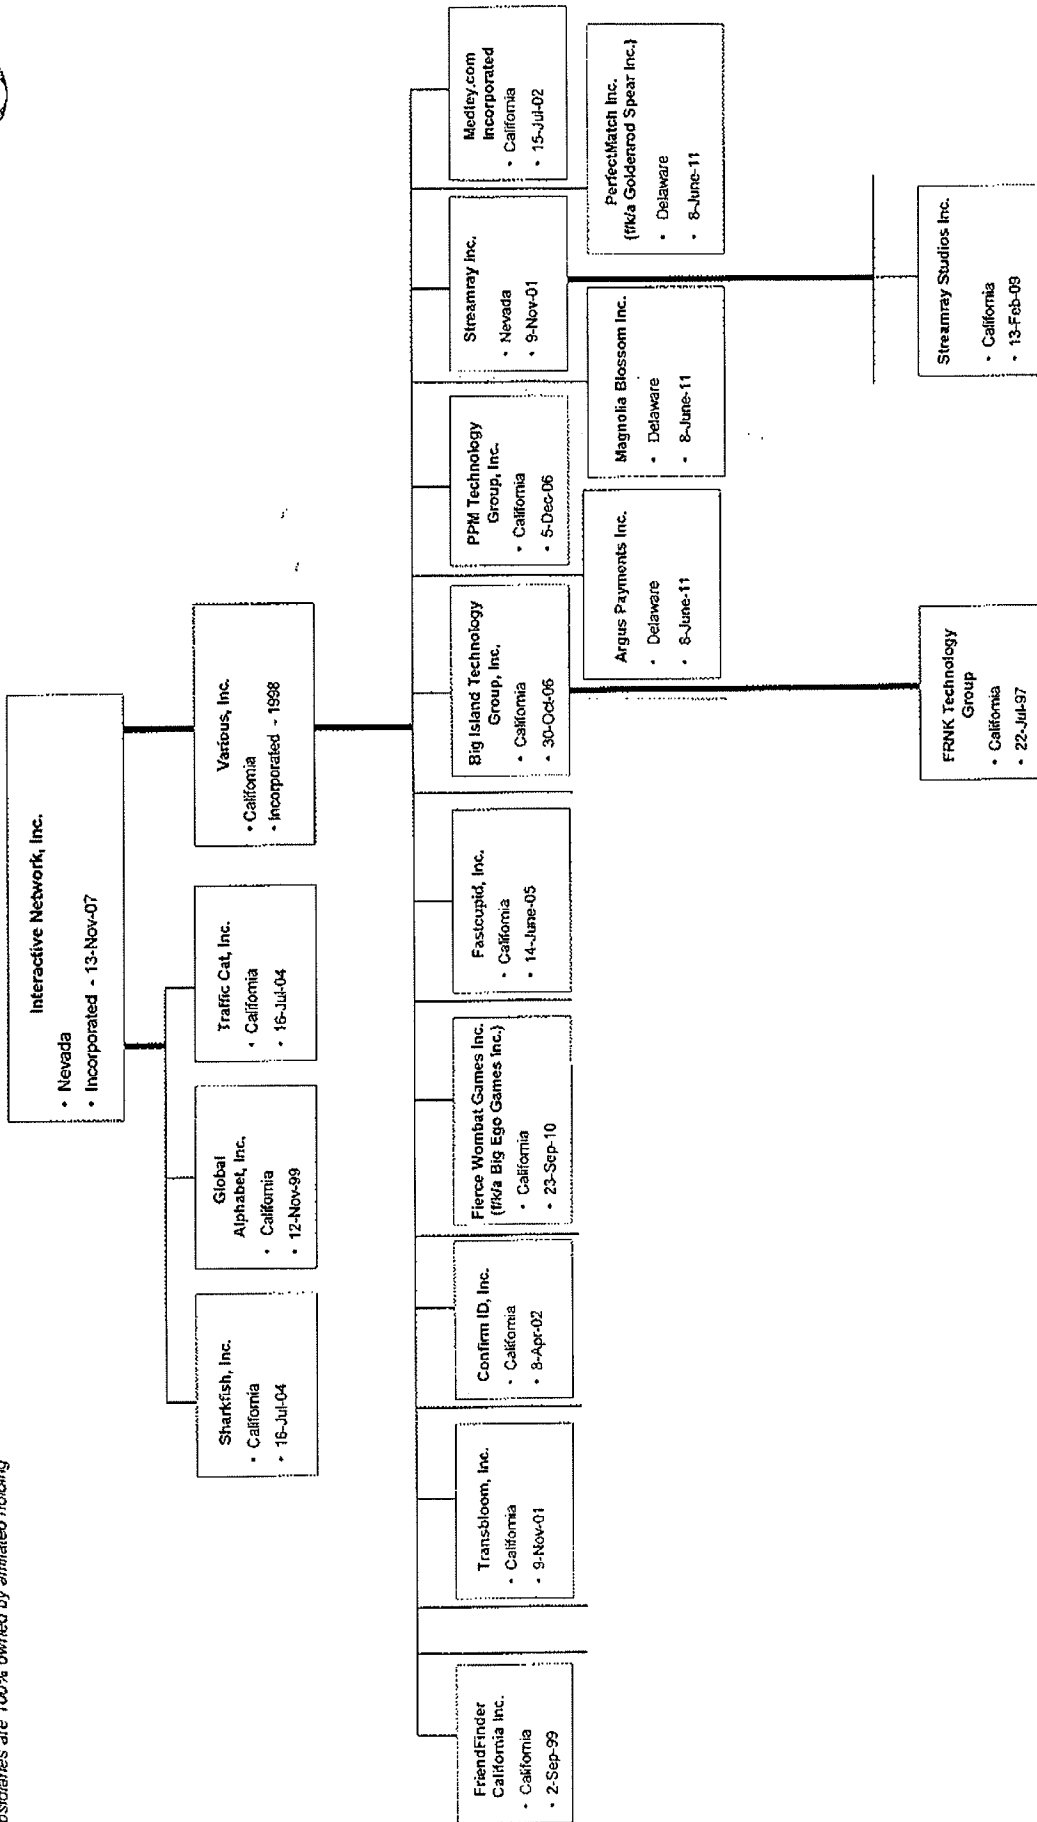 psidiaries are 100% owned by affiliated holding
Interactive Network, Inc.
• Nevada
• Incorporated - 13-Nov-07
Sharkfish, Inc.
• California
• 16-Jul-04
Global
Alphabet, Inc.
• California
• 12-Nov-99
Traffic Cat, Inc.
• California
• 16-Jul-04
Various, Inc.
• California
• Incorporated - 1998
FriendFinder
California Inc.
• California
• 2-Sep-99
Transbloom, Inc.
• California
• 9-Nov-01
Confirm ID, Inc.
• California
• 8-Apr-02
Fierce Wombat Games Inc.
(f/k/a Big Ego Games Inc.)
• California
• 23-Sep-10
Fastcupid, Inc.
• California
• 14-June-05
Big Island Technology
Group, Inc.
• California
• 30-Oct-06
PPM Technology
Group, Inc.
• California
• 5-Dec-06
Streamray Inc.
• Nevada
• 9-Nov-01
Medley.com
Incorporated
• California
• 15-Jul-02
Argus Payments Inc.
• Delaware
• 8-June-11
Magnolia Blossom Inc.
• Delaware
• 8-June-11
PerfectMatch Inc.
(f/k/a Goldenrod Spear Inc.)
• Delaware
• 8-June-11
FRNK Technology
Group
• California
• 22-Jul-97
Streamray Studios Inc.
• California
• 13-Feb-09